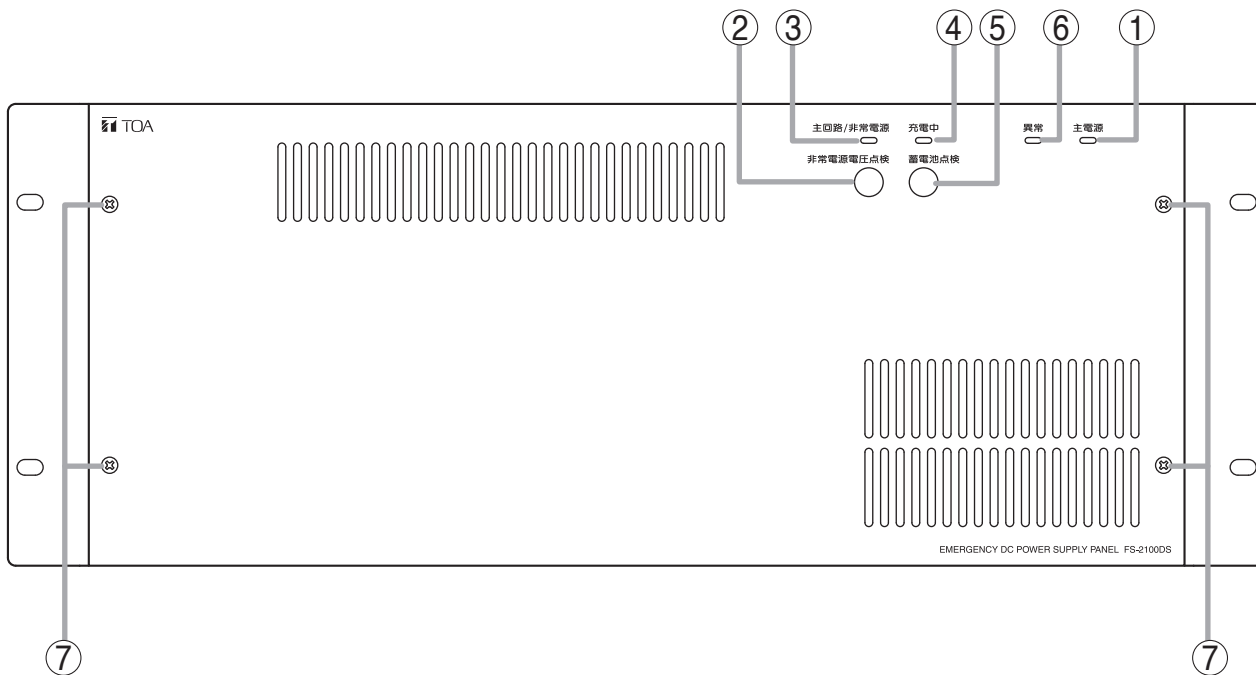 ② ③ ④ ⑤ ⑥ ①
TOA
主回路/非常電源 充電中 異常 主電源
非常電源電圧点検 蓄電池点検
EMERGENCY DC POWER SUPPLY PANEL FS-2100DS
⑦ ⑦